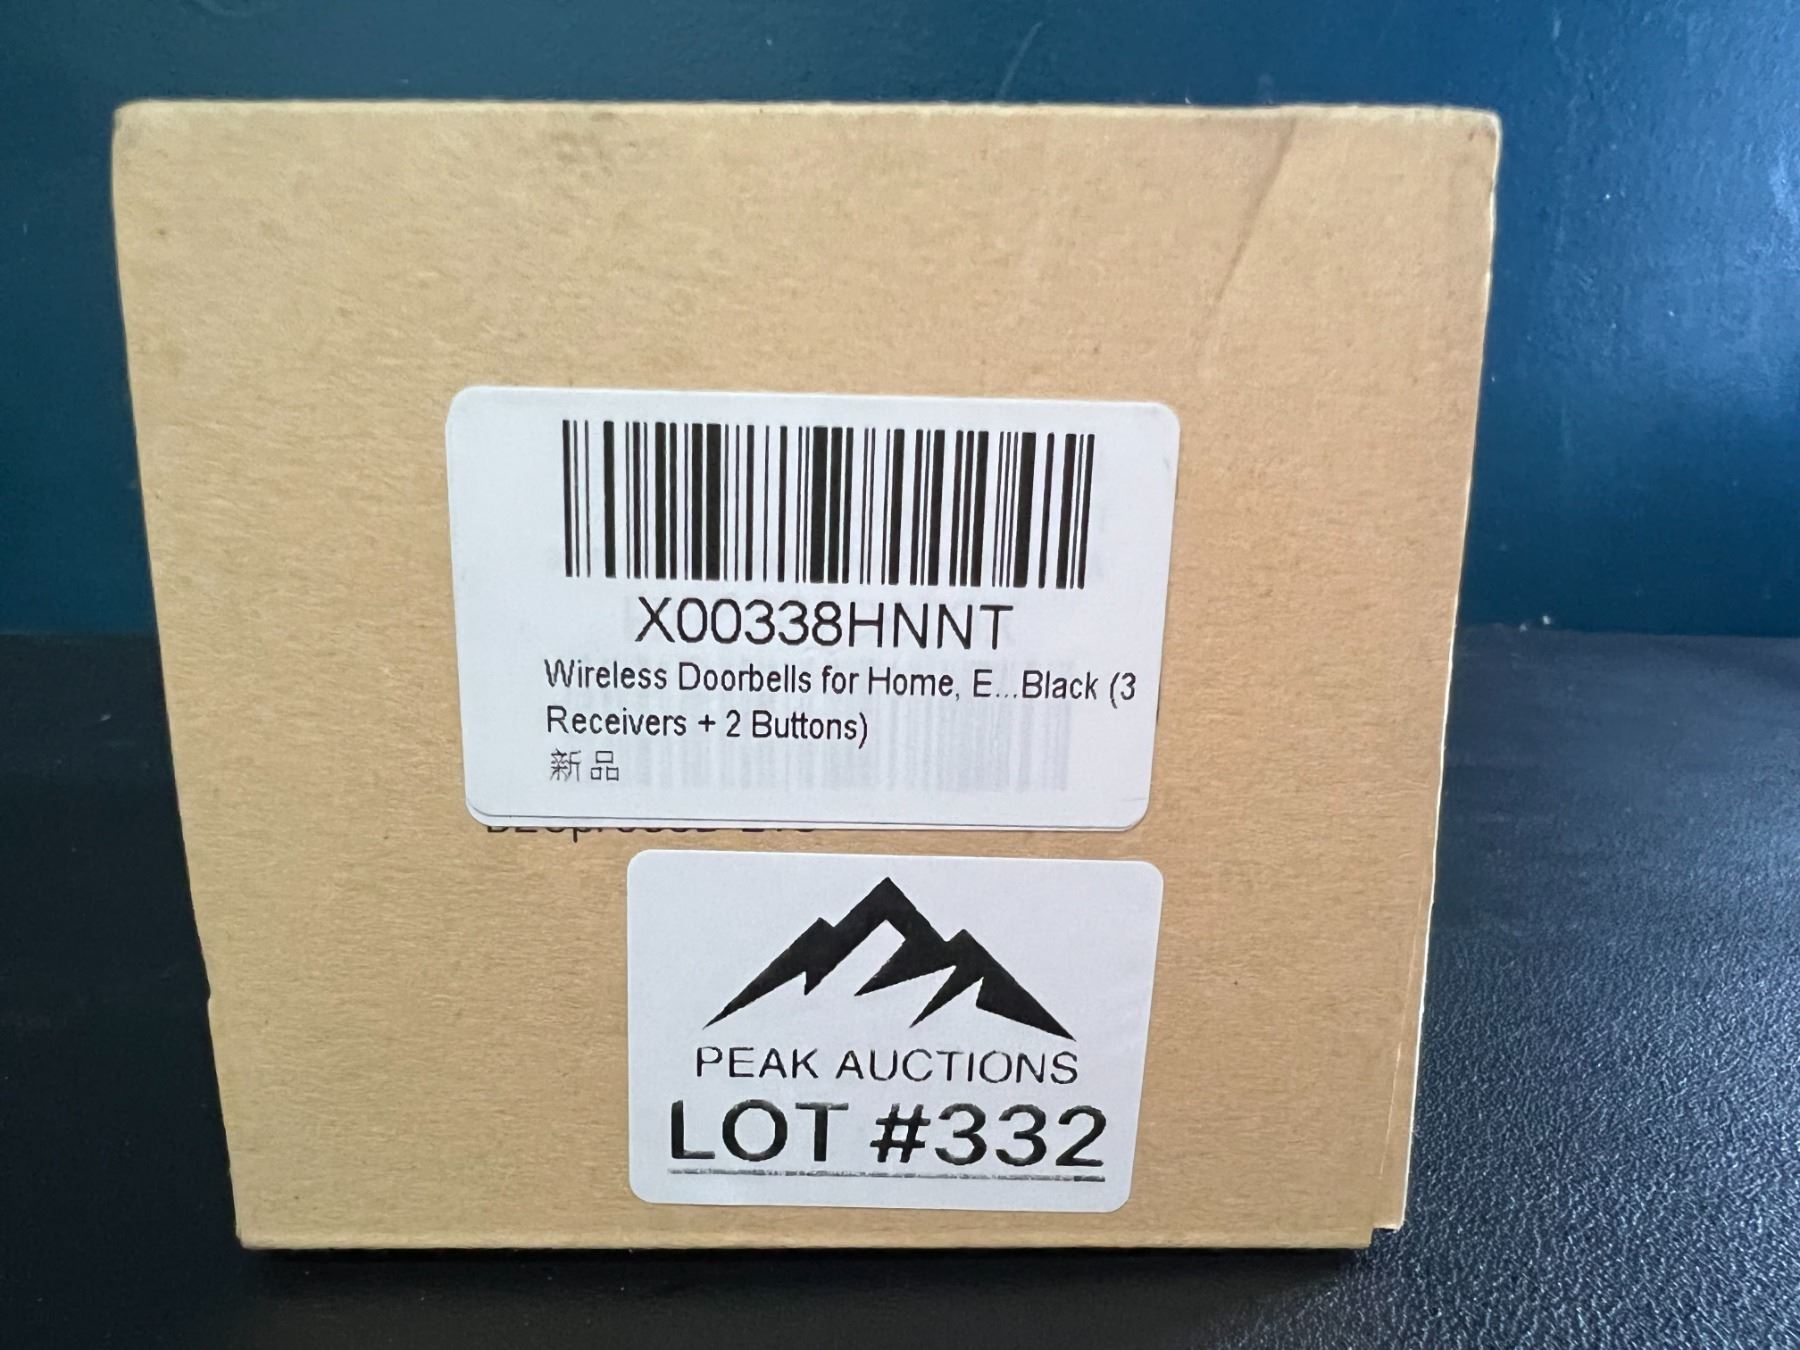 X00338HNNT
Wireless Doorbells for Home, E...Black (3
Receivers + 2 Buttons)
新品
PEAK AUCTIONS
LOT #332